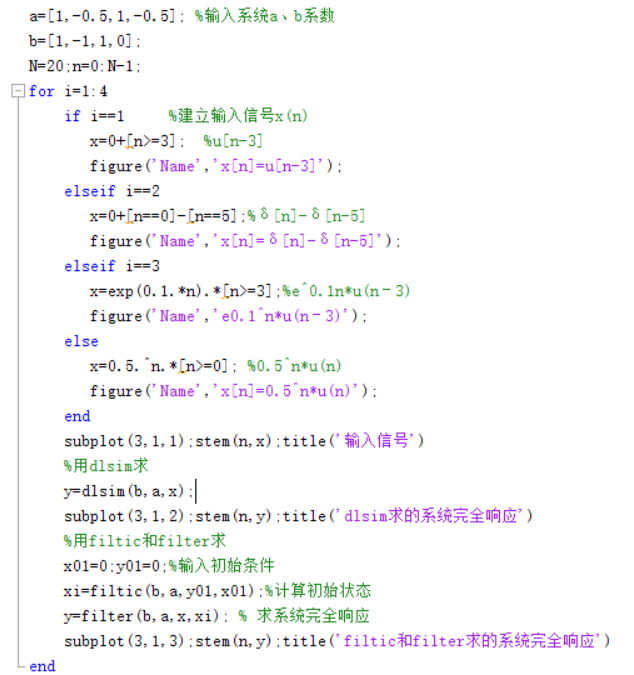 a=[1,-0.5,1,-0.5]; %输入系统a、b系数
b=[1,-1,1,0];
N=20;n=0:N-1;
for i=1:4
if i==1 %建立输入信号x(n)
x=0+[n>=3]; %u[n-3]
figure('Name','x[n]=u[n-3]');
elseif i==2
x=0+[n==0]-[n==5];%δ[n]-δ[n-5]
figure('Name','x[n]=δ[n]-δ[n-5]');
elseif i==3
x=exp(0.1.*n).*[n>=3];%e^0.1n*u(n-3)
figure('Name','e0.1^n*u(n-3)');
else
x=0.5.^n.*[n>=0]; %0.5^n*u(n)
figure('Name','x[n]=0.5^n*u(n)');
end
subplot(3,1,1);stem(n,x);title('输入信号')
%用dlsim求
y=dlsim(b,a,x);
subplot(3,1,2);stem(n,y);title('dlsim求的系统完全响应')
%用filtic和filter求
x01=0;y01=0;%输入初始条件
xi=filtic(b,a,y01,x01);%计算初始状态
y=filter(b,a,x,xi); % 求系统完全响应
subplot(3,1,3);stem(n,y);title('filtic和filter求的系统完全响应')
end